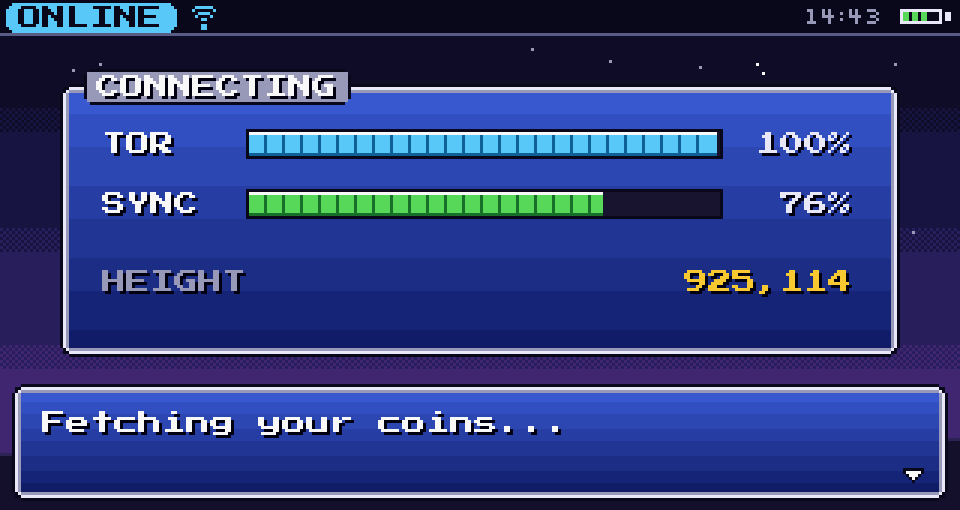 ONLINE 14:43
CONNECTING
TOR 100%
SYNC 76%
HEIGHT 925,114
Fetching your coins...